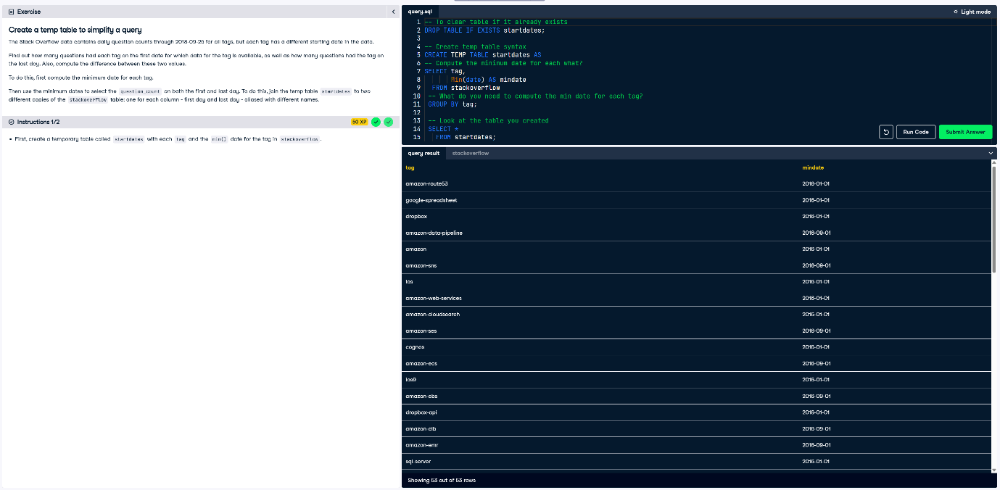 Exercise
Create a temp table to simplify a query
The Stack Overflow data contains daily question counts through 2018-09-25 for all tags, but each tag has a different starting date in the data.
Find out how many questions had each tag on the first date for which data for the tag is available, as well as how many questions had the tag on
the last day. Also, compute the difference between these two values.
To do this, first compute the minimum date for each tag.
Then use the minimum dates to select the question_count on both the first and last day. To do this, join the temp table startdates to two
different copies of the stackoverflow table: one for each column - first day and last day - aliased with different names.
Instructions 1/2
50 XP
• First, create a temporary table called startdates with each tag and the min() date for the tag in stackoverflow.
query.sql
Light mode
1 -- To clear table if it already exists
2 DROP TABLE IF EXISTS startdates;
3
4 -- Create temp table syntax
5 CREATE TEMP TABLE startdates AS
6 -- Compute the minimum date for each what?
7 SELECT tag,
8 Min(date) AS mindate
9 FROM stackoverflow
10 -- What do you need to compute the min date for each tag?
11 GROUP BY tag;
12
13 -- Look at the table you created
14 SELECT *
15 FROM startdates;
Run Code
Submit Answer
query result
stackoverflow
tag mindate
amazon-route53 2016-01-01
google-spreadsheet 2016-01-01
dropbox 2016-01-01
amazon-data-pipeline 2016-09-01
amazon 2016-01-01
amazon-sns 2016-09-01
ios 2016-01-01
amazon-web-services 2016-01-01
amazon-cloudsearch 2016-01-01
amazon-ses 2016-09-01
cognos 2016-01-01
amazon-ecs 2016-09-01
ios9 2016-01-01
amazon-ebs 2016-09-01
dropbox-api 2016-01-01
amazon-elb 2016-09-01
amazon-emr 2016-09-01
sql-server 2016-01-01
Showing 53 out of 53 rows